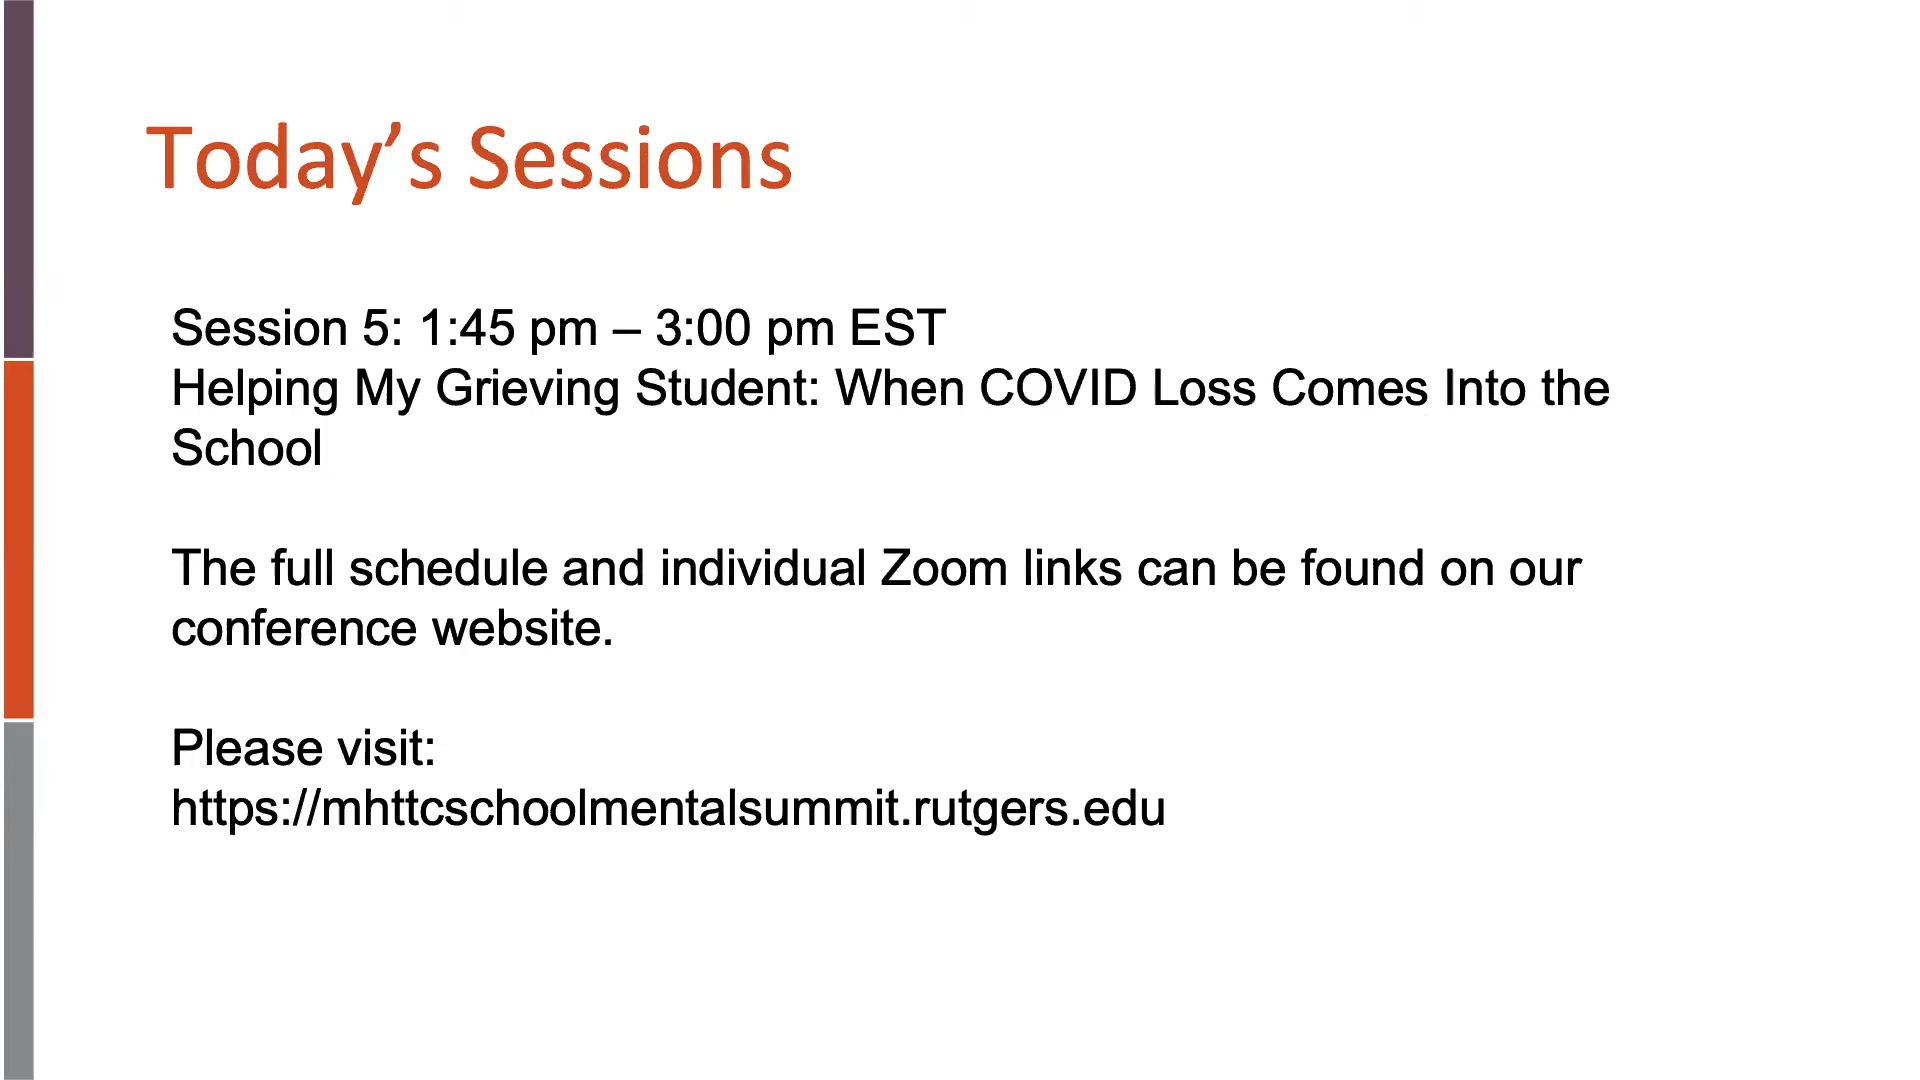 Today’s Sessions
Session 5: 1:45 pm – 3:00 pm EST
Helping My Grieving Student: When COVID Loss Comes Into the
School
The full schedule and individual Zoom links can be found on our
conference website.
Please visit:
https://mhttcschoolmentalsummit.rutgers.edu